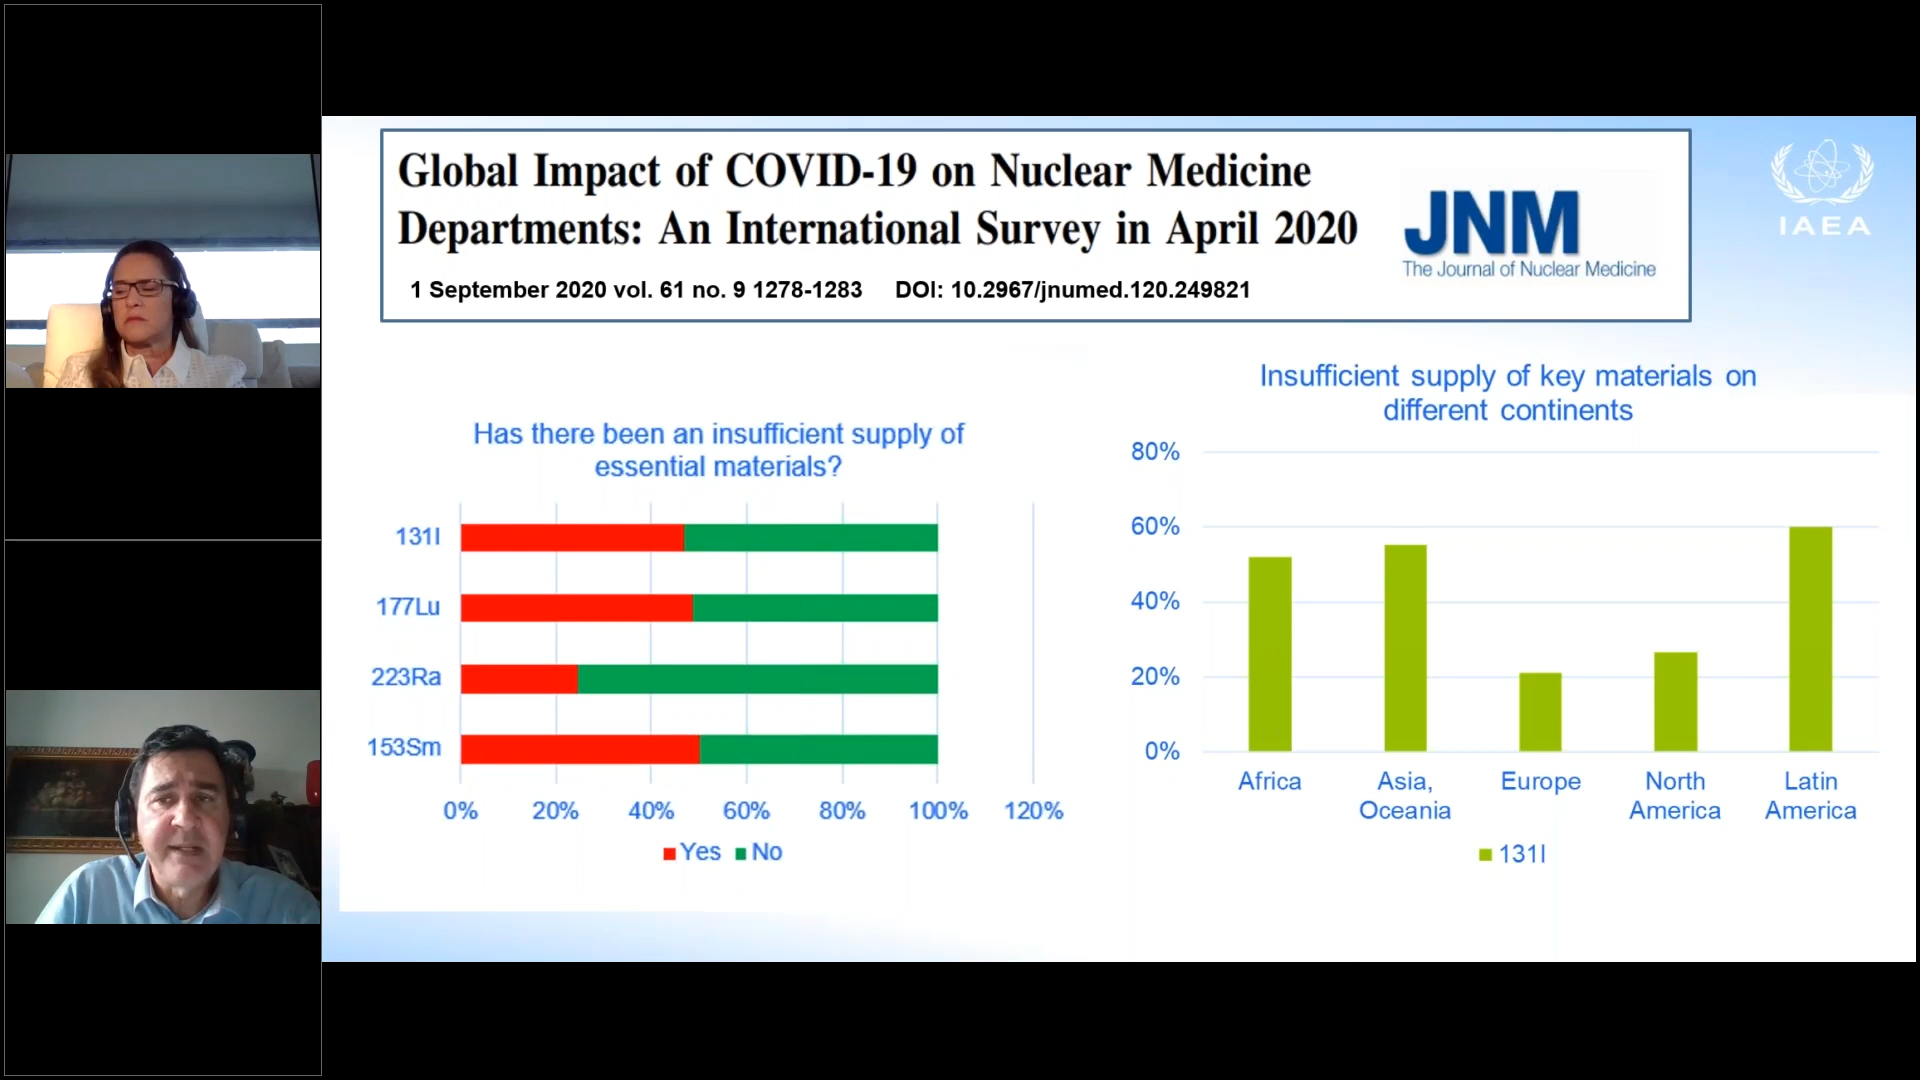 Global Impact of COVID-19 on Nuclear Medicine
Departments: An International Survey in April 2020
1 September 2020 vol. 61 no. 9 1278-1283 DOI: 10.2967/jnumed.120.249821
JNM
The Journal of Nuclear Medicine
IAEA
Has there been an insufficient supply of
essential materials?
131I
177Lu
223Ra
153Sm
0% 20% 40% 60% 80% 100% 120%
Yes No
Insufficient supply of key materials on
different continents
80%
60%
40%
20%
0%
Africa Asia, Oceania Europe North America Latin America
131I